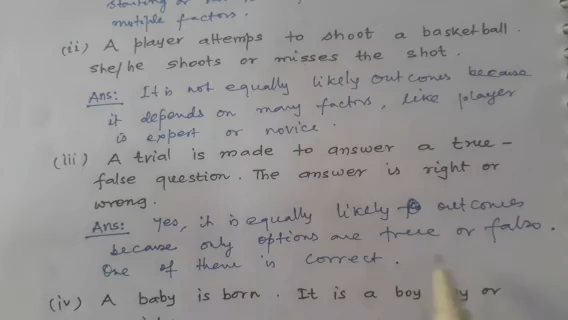 starting or not
multiple factors.
(ii) A player attemps to shoot a basketball.
she/he shoots or misses the shot.
Ans: It is not equally likely outcomes because
it depends on many factors, like player
is expert or novice.
(iii) A trial is made to answer a true-
false question. The answer is right or
wrong.
Ans: Yes, it is equally likely outcomes
because only options are true or false.
One of them is correct.
(iv) A baby is born. It is a boy or